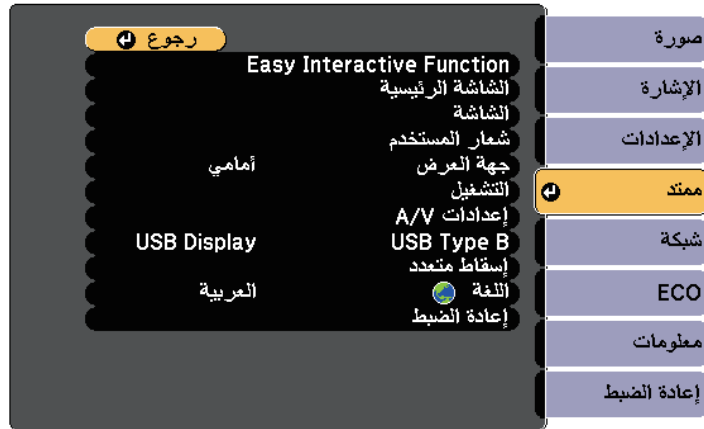 صورة
الإشارة
الإعدادات
ممتد
شبكة
ECO
معلومات
إعادة الضبط
رجوع
Easy Interactive Function
الشاشة الرئيسية
الشاشة
شعار المستخدم
جهة العرض أمامي
التشغيل
إعدادات A/V
USB Type B USB Display
إسقاط متعدد
اللغة العربية
إعادة الضبط